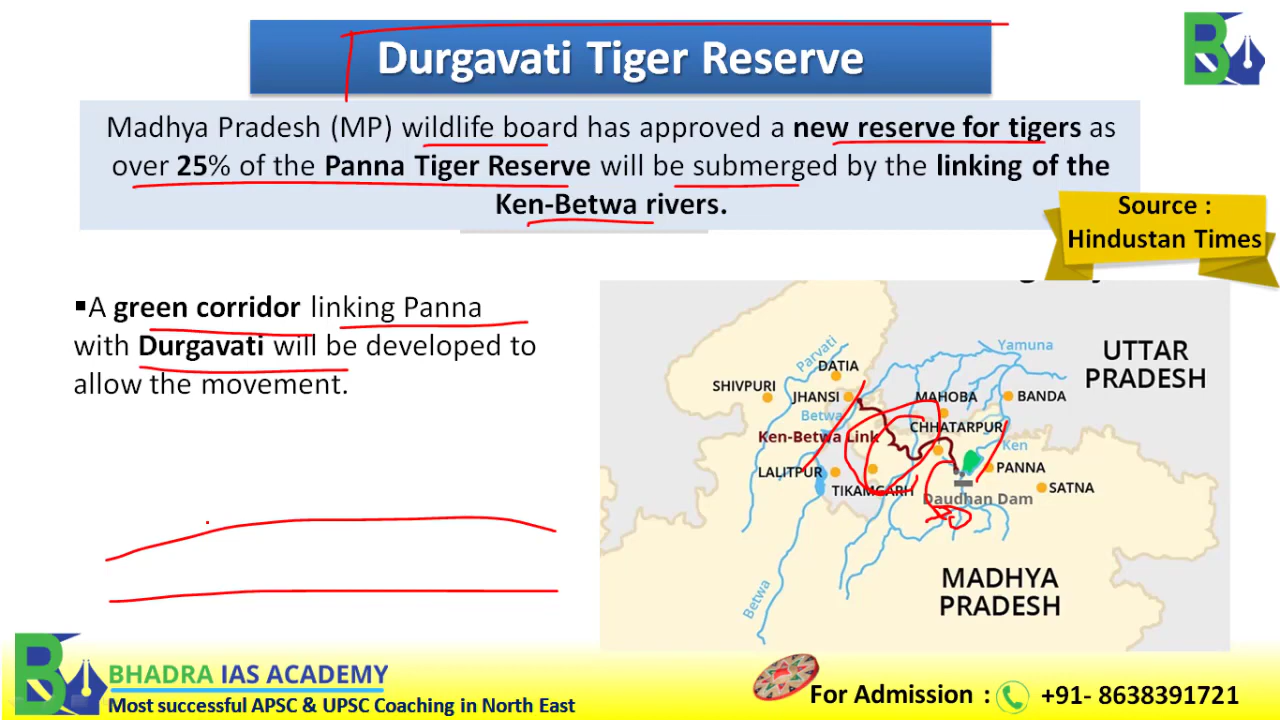 Durgavati Tiger Reserve
Madhya Pradesh (MP) wildlife board has approved a new reserve for tigers as
over 25% of the Panna Tiger Reserve will be submerged by the linking of the
Ken-Betwa rivers.
Source :
Hindustan Times
▪A green corridor linking Panna
with Durgavati will be developed to
allow the movement.
Yamuna
UTTAR
PRADESH
Parvati
DATIA
SHIVPURI
JHANSI
MAHOBA
BANDA
Betwa
CHHATARPUR
Ken-Betwa Link
Ken
LALITPUR
PANNA
TIKAMGARH
SATNA
Daudhan Dam
Betwa
MADHYA
PRADESH
BHADRA IAS ACADEMY
Most successful APSC & UPSC Coaching in North East
For Admission : +91- 8638391721